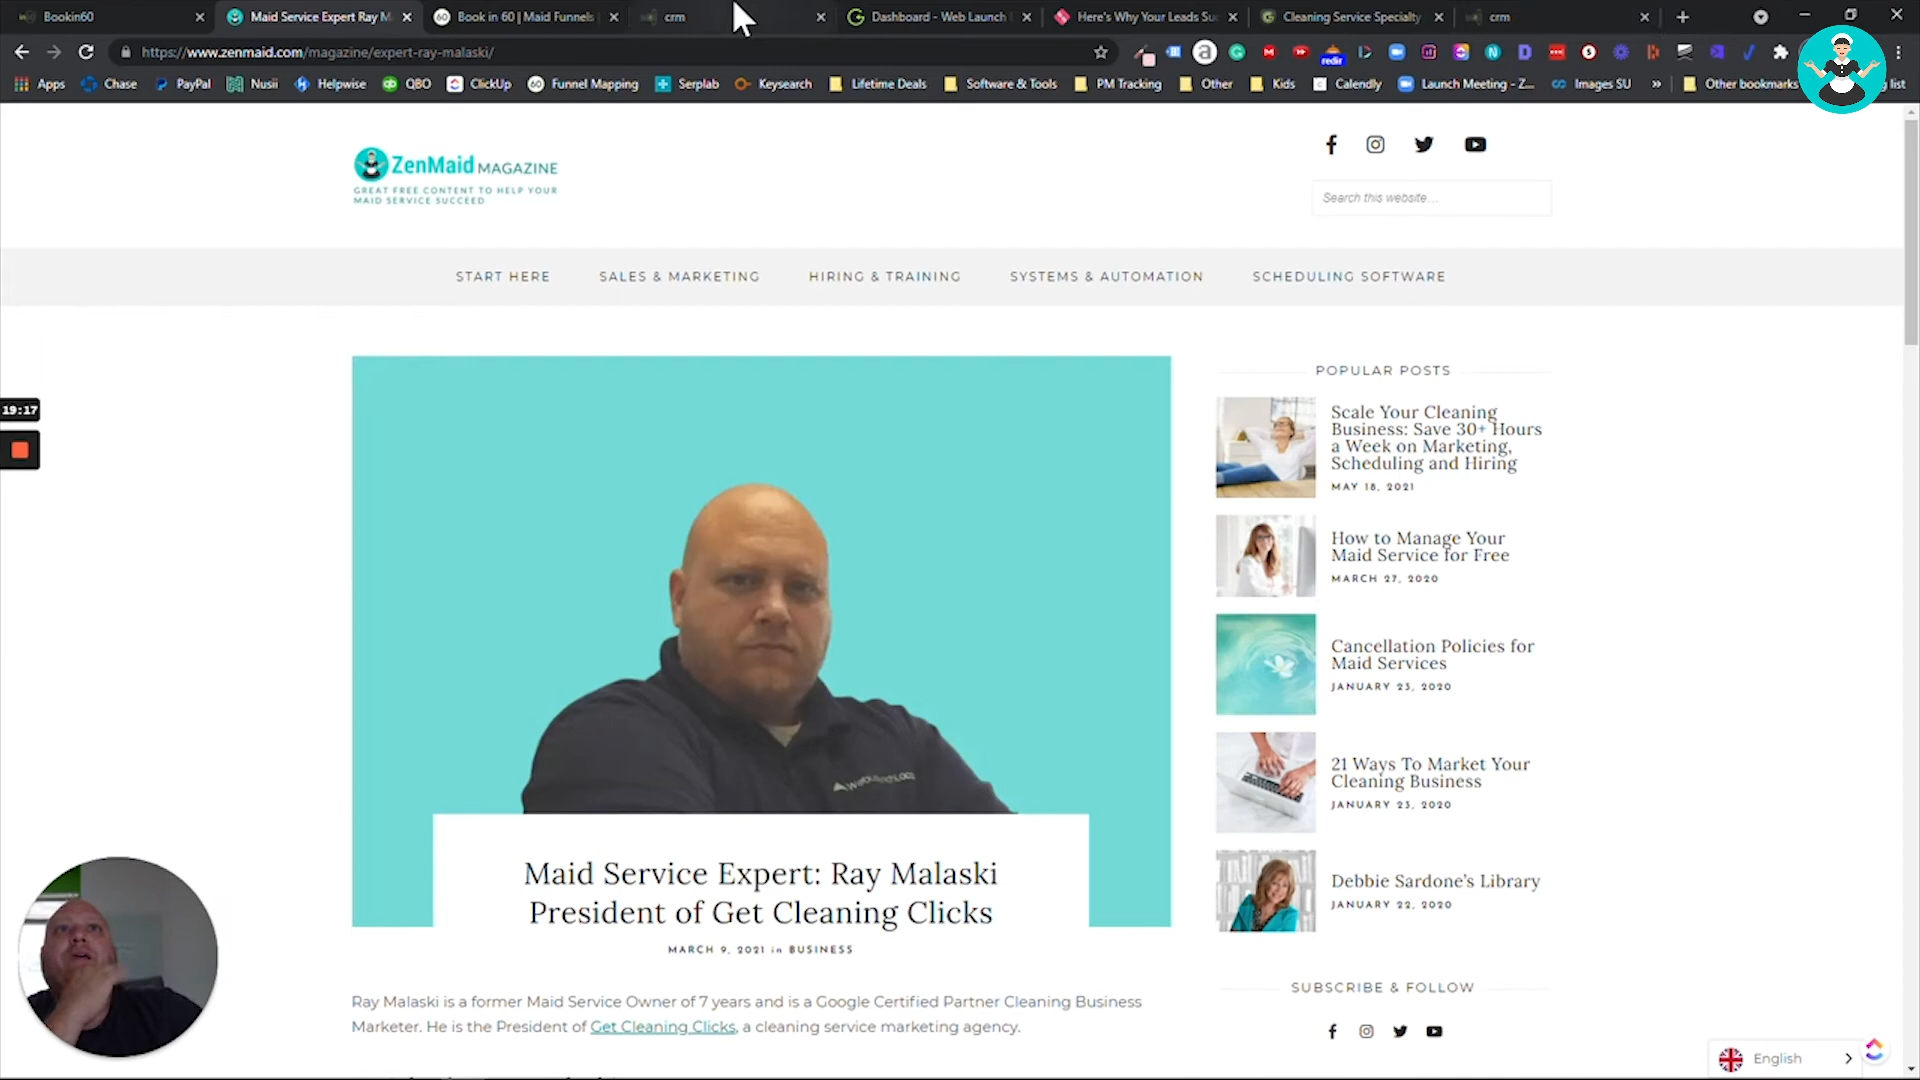 Bookin60
Maid Service Expert Ray M
Book in 60 | Maid Funnels
crm
Dashboard - Web Launch
Here's Why Your Leads Su
Cleaning Service Specialty
crm
https://www.zenmaid.com/magazine/expert-ray-malaski/
redir
Apps
Chase
PayPal
Nusii
Helpwise
QBO
ClickUp
Funnel Mapping
Serplab
Keysearch
Lifetime Deals
Software & Tools
PM Tracking
Other
Kids
Calendly
Launch Meeting - Z...
Images SU
»
Other bookmarks
g list
ZenMaid MAGAZINE
GREAT FREE CONTENT TO HELP YOUR
MAID SERVICE SUCCEED
Search this website...
START HERE
SALES & MARKETING
HIRING & TRAINING
SYSTEMS & AUTOMATION
SCHEDULING SOFTWARE
19:17
Maid Service Expert: Ray Malaski
President of Get Cleaning Clicks
MARCH 9, 2021 in BUSINESS
Ray Malaski is a former Maid Service Owner of 7 years and is a Google Certified Partner Cleaning Business
Marketer. He is the President of Get Cleaning Clicks, a cleaning service marketing agency.
POPULAR POSTS
Scale Your Cleaning
Business: Save 30+ Hours
a Week on Marketing,
Scheduling and Hiring
MAY 18, 2021
How to Manage Your
Maid Service for Free
MARCH 27, 2020
Cancellation Policies for
Maid Services
JANUARY 23, 2020
21 Ways To Market Your
Cleaning Business
JANUARY 23, 2020
Debbie Sardone's Library
JANUARY 22, 2020
SUBSCRIBE & FOLLOW
English